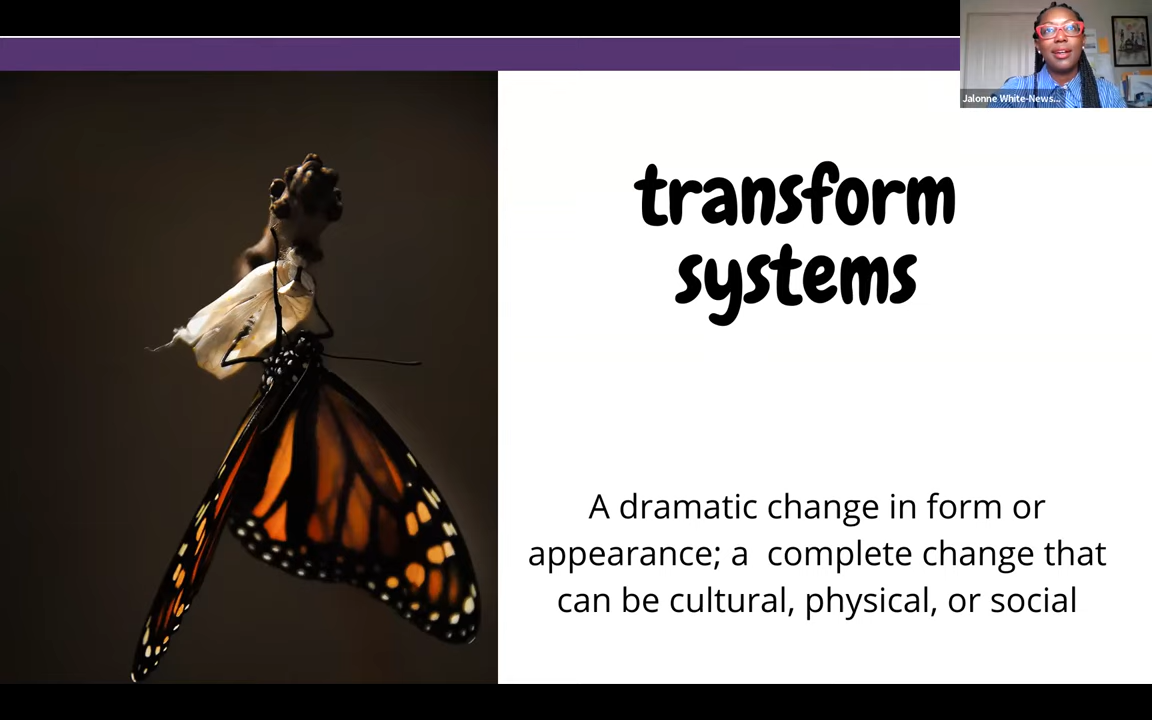 Jalonne White-News...
transform
systems
A dramatic change in form or
appearance; a  complete change that
can be cultural, physical, or social